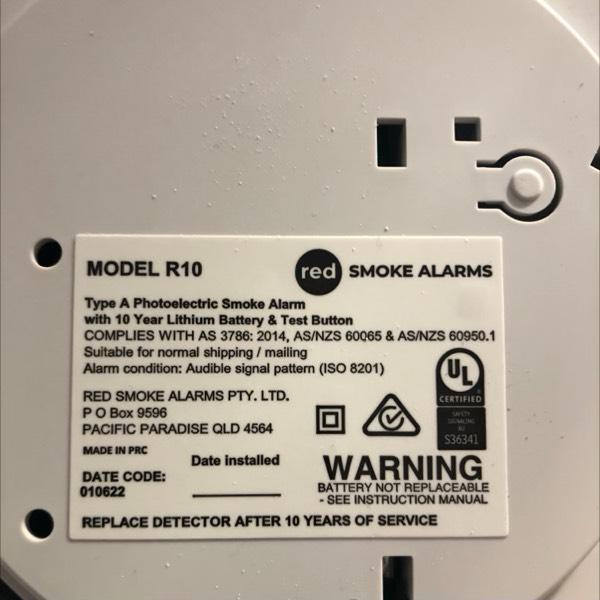 MODEL R10
red SMOKE ALARMS
Type A Photoelectric Smoke Alarm
with 10 Year Lithium Battery & Test Button
COMPLIES WITH AS 3786: 2014, AS/NZS 60065 & AS/NZS 60950.1
Suitable for normal shipping / mailing
Alarm condition: Audible signal pattern (ISO 8201)
UL
CERTIFIED
SAFETY
SIGNALING
AU
S36341
RED SMOKE ALARMS PTY. LTD.
P O Box 9596
PACIFIC PARADISE QLD 4564
MADE IN PRC
Date installed
DATE CODE:
010622
WARNING
BATTERY NOT REPLACEABLE
- SEE INSTRUCTION MANUAL
REPLACE DETECTOR AFTER 10 YEARS OF SERVICE